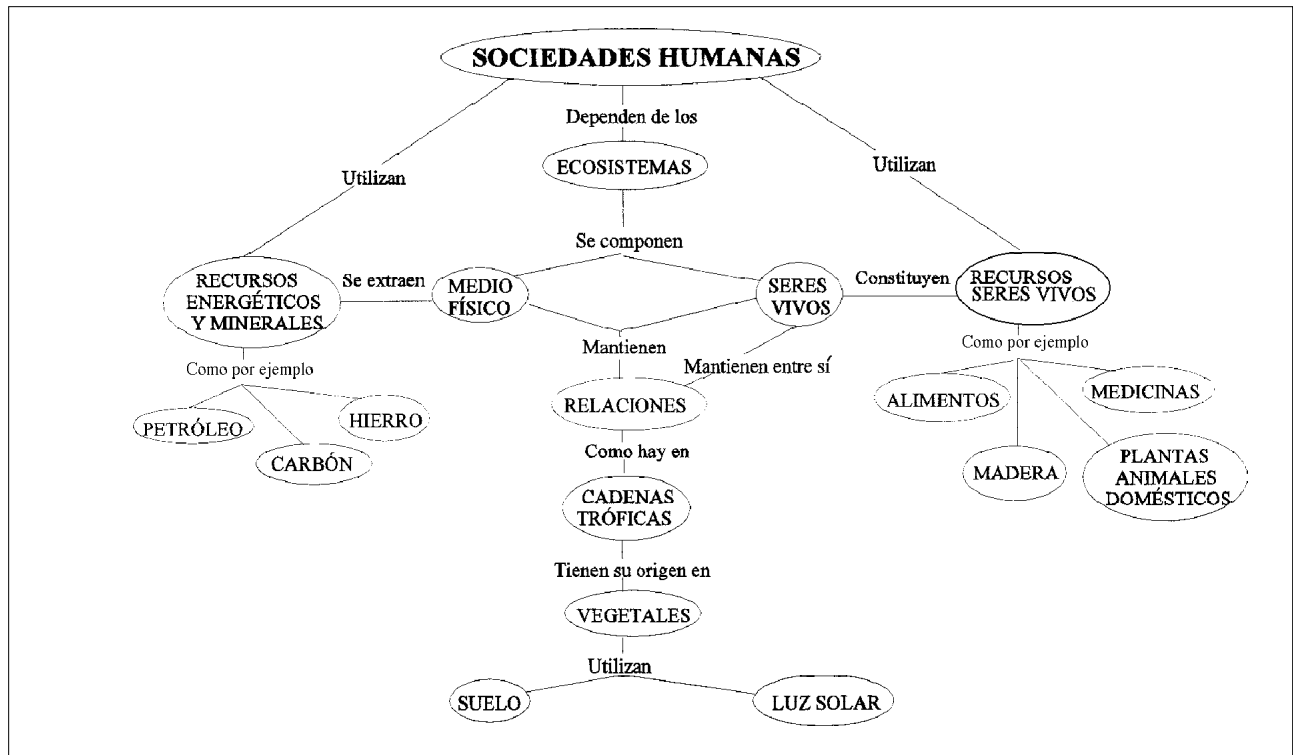 SOCIEDADES HUMANAS
Dependen de los
Utilizan
ECOSISTEMAS
Utilizan
Se componen
RECURSOS
ENERGÉTICOS
Y MINERALES
Se extraen
MEDIO
FÍSICO
SERES
VIVOS
Constituyen
RECURSOS
SERES VIVOS
Como por ejemplo
Mantienen
Mantienen entre sí
Como por ejemplo
PETRÓLEO
CARBÓN
HIERRO
RELACIONES
ALIMENTOS
MEDICINAS
MADERA
PLANTAS
ANIMALES
DOMÉSTICOS
Como hay en
CADENAS
TRÓFICAS
Tienen su origen en
VEGETALES
Utilizan
SUELO
LUZ SOLAR